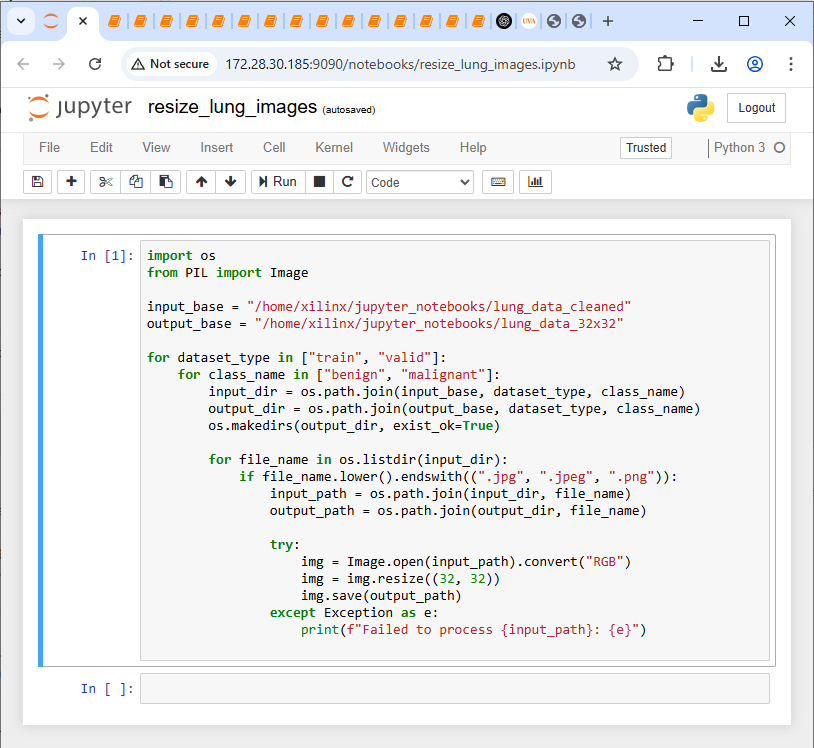 UVA
Not secure
172.28.30.185:9090/notebooks/resize_lung_images.ipynb
jupyter resize_lung_images (autosaved)
Logout
File Edit View Insert Cell Kernel Widgets Help Trusted Python 3
Run Code
In [1]:
import os
from PIL import Image
input_base = "/home/xilinx/jupyter_notebooks/lung_data_cleaned"
output_base = "/home/xilinx/jupyter_notebooks/lung_data_32x32"
for dataset_type in ["train", "valid"]:
    for class_name in ["benign", "malignant"]:
        input_dir = os.path.join(input_base, dataset_type, class_name)
        output_dir = os.path.join(output_base, dataset_type, class_name)
        os.makedirs(output_dir, exist_ok=True)
        for file_name in os.listdir(input_dir):
            if file_name.lower().endswith((".jpg", ".jpeg", ".png")):
                input_path = os.path.join(input_dir, file_name)
                output_path = os.path.join(output_dir, file_name)
                try:
                    img = Image.open(input_path).convert("RGB")
                    img = img.resize((32, 32))
                    img.save(output_path)
                except Exception as e:
                    print(f"Failed to process {input_path}: {e}")
In [ ]: